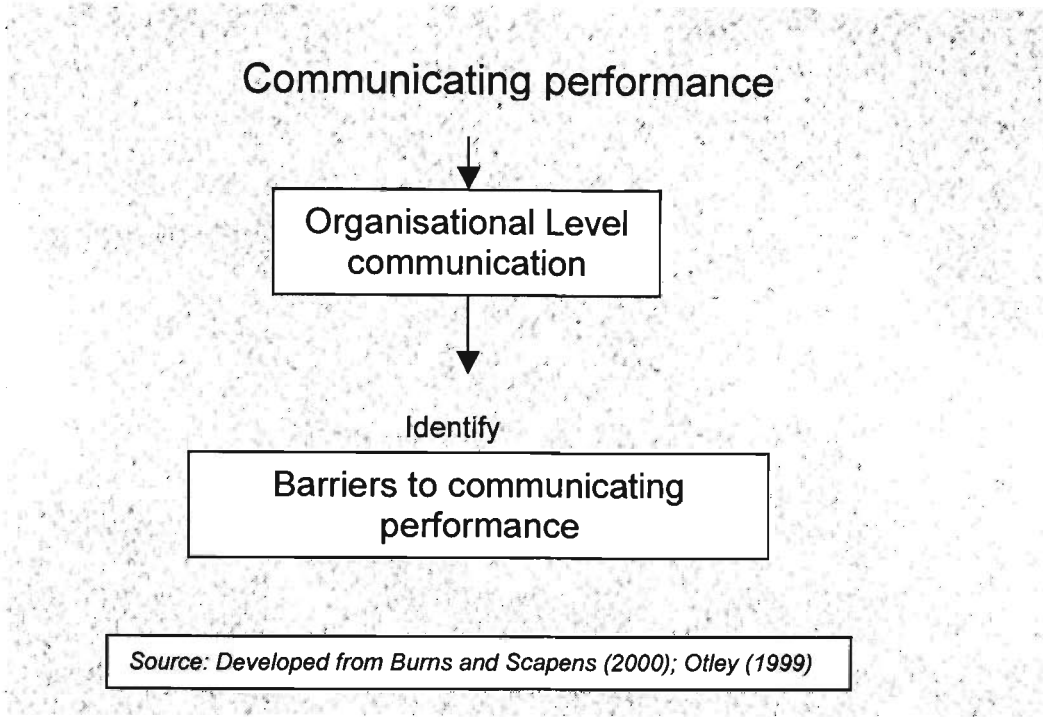 Communicating performance
Organisational Level
communication
Identify
Barriers to communicating
performance
Source: Developed from Burns and Scapens (2000); Otley (1999)